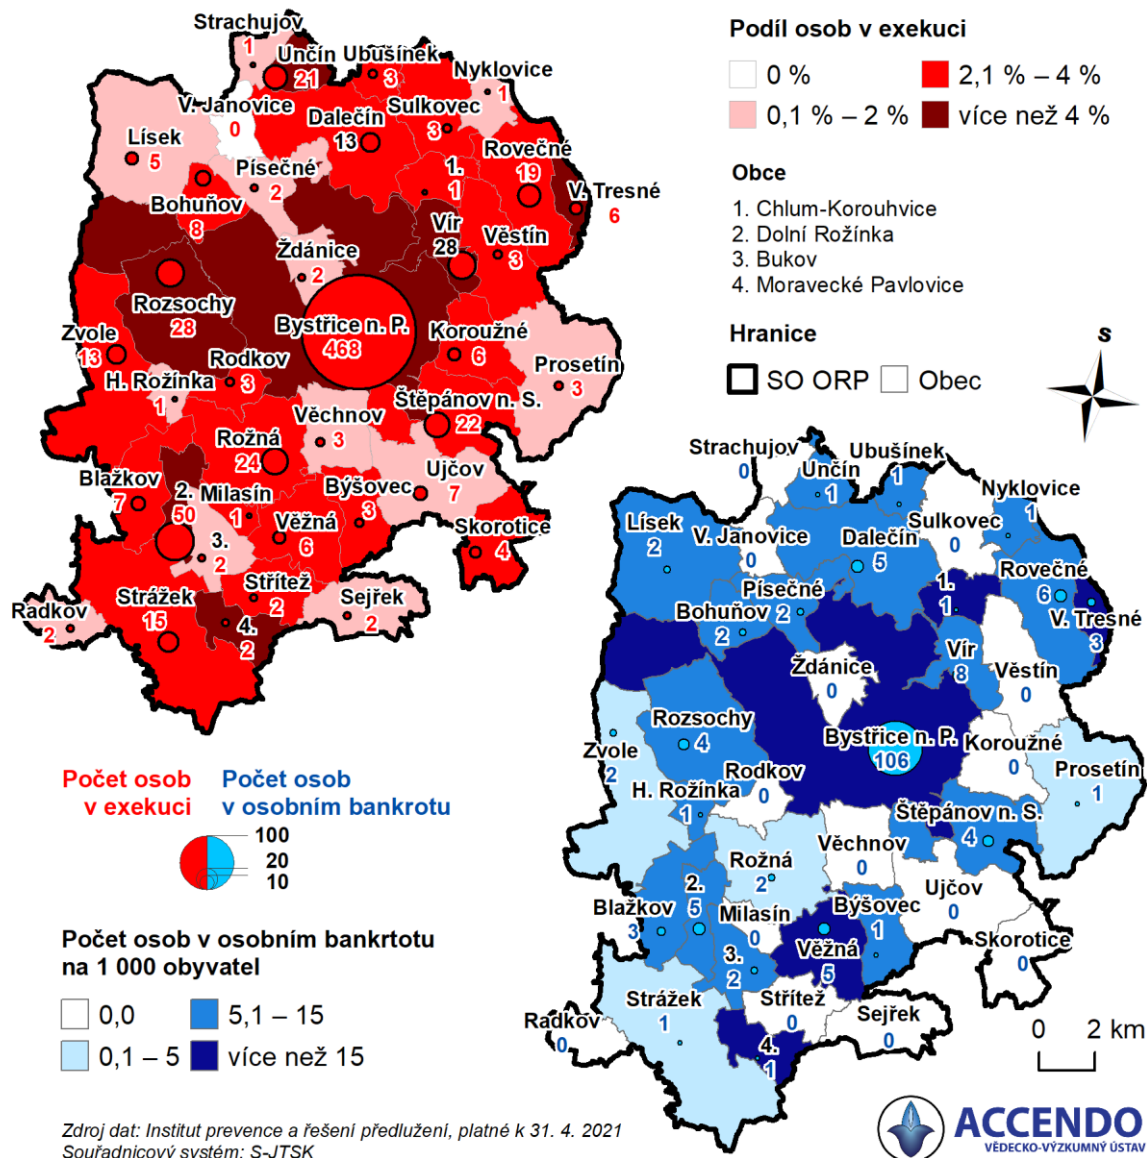 Strachujov
1
Unčín
21
Ubušínek
3
Nyklovice
1
V. Janovice
0
Sulkovec
3
Dalečín
13
Lísek
5
Rovečné
19
Písečné
2
1.
1
V. Tresné
6
Bohuňov
8
Vír
28
Věstín
3
Ždánice
2
Rozsochy
28
Bystřice n. P.
468
Zvole
13
Koroužné
6
Rodkov
3
Prosetín
3
H. Rožínka
1
Štěpánov n. S.
22
Věchnov
3
Rožná
24
Ujčov
7
Blažkov
7
2.
50
Milasín
1
Býšovec
3
Věžná
6
Skorotice
4
3.
2
Střítež
2
Sejřek
2
Radkov
2
Strážek
15
4.
2
Podíl osob v exekuci
0 %
2,1 % – 4 %
0,1 % – 2 %
více než 4 %
Obce
1. Chlum-Korouhvice
2. Dolní Rožínka
3. Bukov
4. Moravecké Pavlovice
Hranice
SO ORP
Obec
S
Strachujov
0
Unčín
1
Ubušínek
1
Nyklovice
1
Lísek
2
V. Janovice
0
Dalečín
5
Sulkovec
0
Rovečné
6
Písečné
2
1.
1
V. Tresné
3
Bohuňov
2
Vír
8
Věstín
0
Ždánice
0
Rozsochy
4
Bystřice n. P.
106
Koroužné
0
Zvole
2
Rodkov
0
Prosetín
1
H. Rožínka
1
Štěpánov n. S.
4
Věchnov
0
Rožná
2
Ujčov
0
2.
5
Blažkov
3
Milasín
0
Býšovec
1
Věžná
5
Skorotice
0
3.
2
Střítež
0
Strážek
1
Sejřek
0
Radkov
0
4.
1
0 2 km
Počet osob
v exekuci
Počet osob
v osobním bankrotu
100
20
10
Počet osob v osobním bankrtotu
na 1 000 obyvatel
0,0
5,1 – 15
0,1 – 5
více než 15
Zdroj dat: Institut prevence a řešení předlužení, platné k 31. 4. 2021
Souřadnicový systém: S-JTSK
ACCENDO
VĚDECKO-VÝZKUMNÝ ÚSTAV